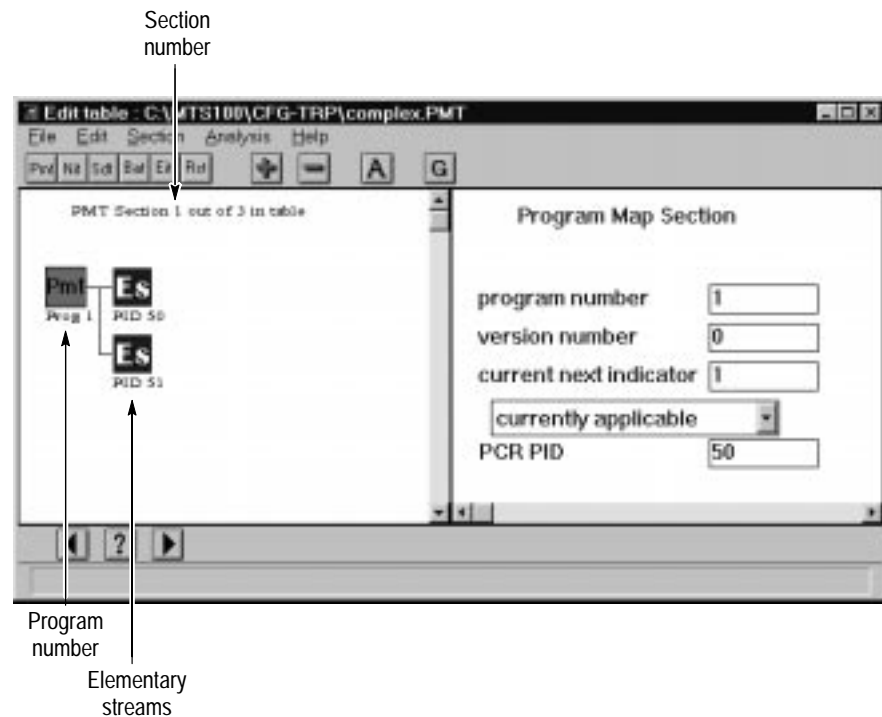 Section
number
Edit table : C:\MTS100\CFG-TRP\complex.PMT
File Edit Section Analysis Help
Pmt Nit Sdt Bat Eit Rst A G
PMT Section 1 out of 3 in table
Program Map Section
Pmt Es
Prog 1 PID 50
Es
PID 51
program number 1
version number 0
current next indicator 1
currently applicable
PCR PID 50
?
Program
number
Elementary
streams